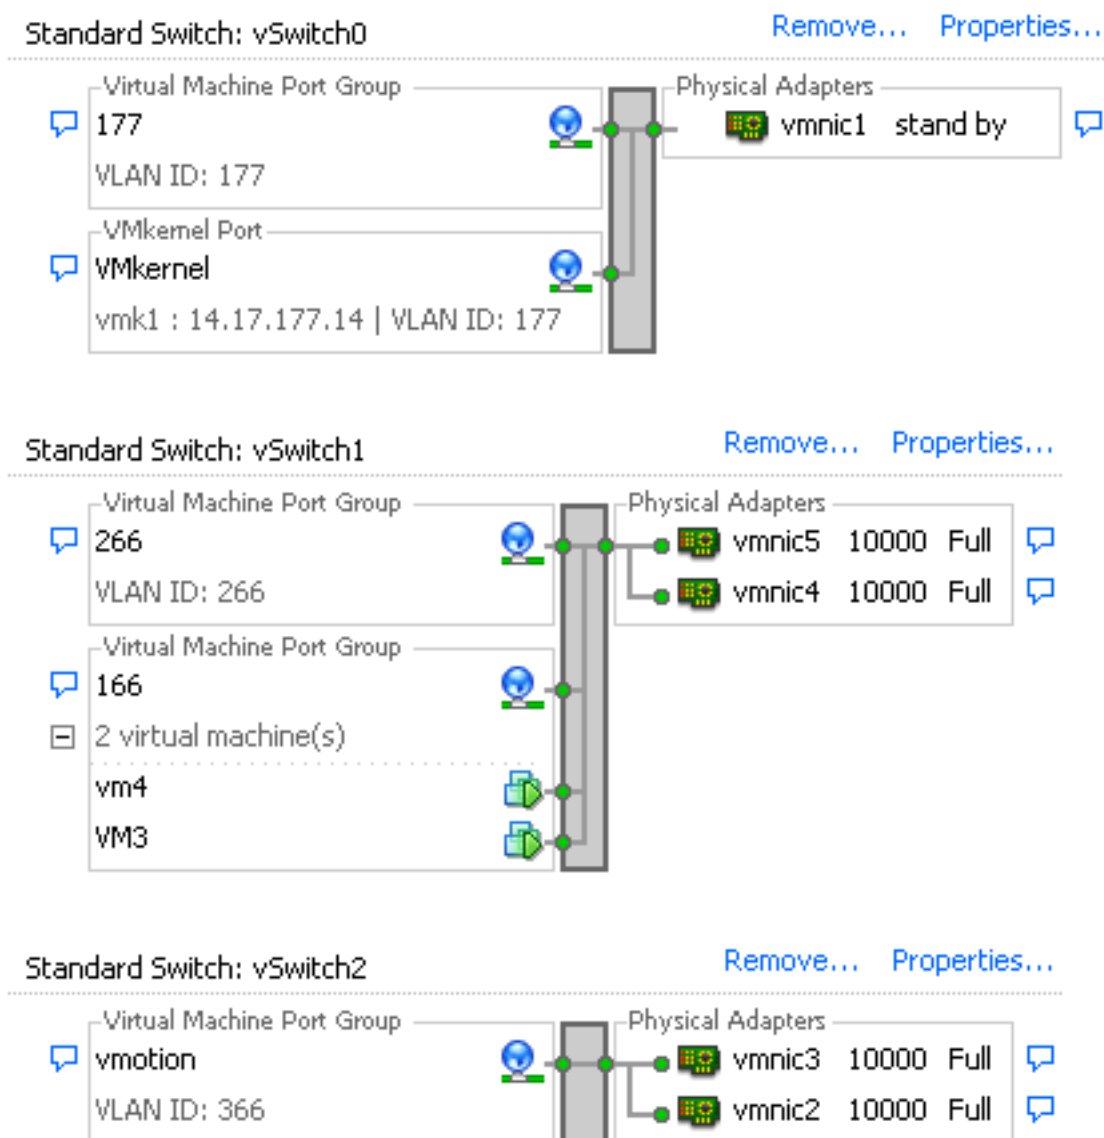 Standard Switch: vSwitch0 Remove... Properties...
Virtual Machine Port Group Physical Adapters
177 vmnic1 stand by
VLAN ID: 177
VMkernel Port
VMkernel
vmk1 : 14.17.177.14 | VLAN ID: 177
Standard Switch: vSwitch1 Remove... Properties...
Virtual Machine Port Group Physical Adapters
266 vmnic5 10000 Full
VLAN ID: 266 vmnic4 10000 Full
Virtual Machine Port Group
166
2 virtual machine(s)
vm4
VM3
Standard Switch: vSwitch2 Remove... Properties...
Virtual Machine Port Group Physical Adapters
vmotion vmnic3 10000 Full
VLAN ID: 366 vmnic2 10000 Full